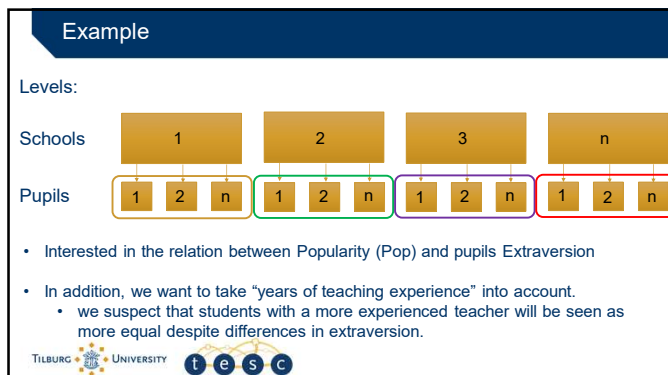 Example
Levels:
Schools 1 2 3 n
Pupils 1 2 n 1 2 n 1 2 n 1 2 n
• Interested in the relation between Popularity (Pop) and pupils Extraversion
• In addition, we want to take “years of teaching experience” into account.
• we suspect that students with a more experienced teacher will be seen as
more equal despite differences in extraversion.
TILBURG UNIVERSITY t e s c